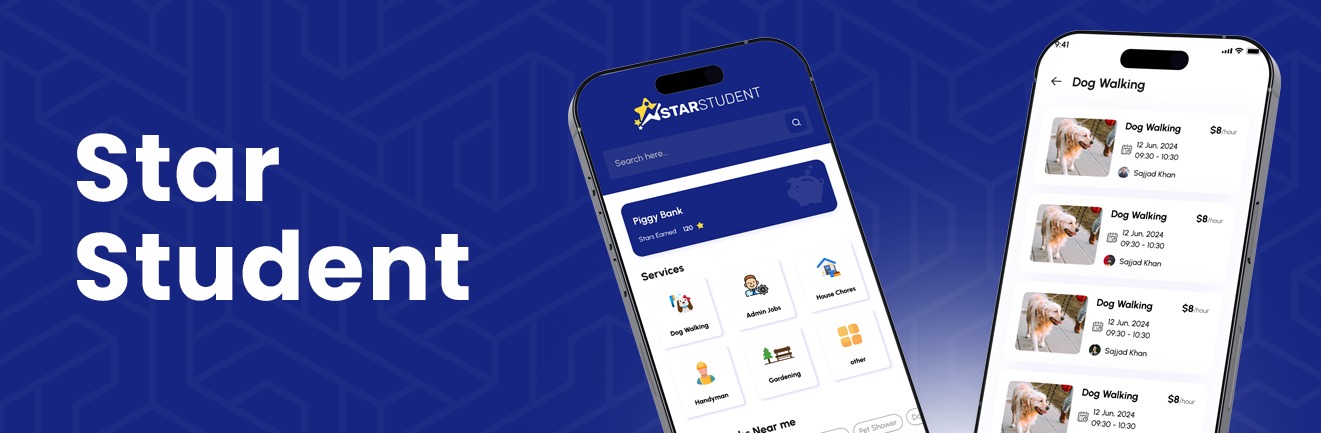 Star
Student
STARSTUDENT
Search here...
Piggy Bank
Stars Earned 120
Services
Dog Walking
Admin Jobs
House Chores
Handyman
Gardening
other
Near me
Pet Shower
9:41
Dog Walking
Dog Walking
$8/hour
12 Jun, 2024
09:30 - 10:30
Sajjad Khan
Dog Walking
$8/hour
12 Jun, 2024
09:30 - 10:30
Sajjad Khan
Dog Walking
$8/hour
12 Jun, 2024
09:30 - 10:30
Sajjad Khan
Dog Walking
$8/hour
12 Jun, 2024
09:30 - 10:30